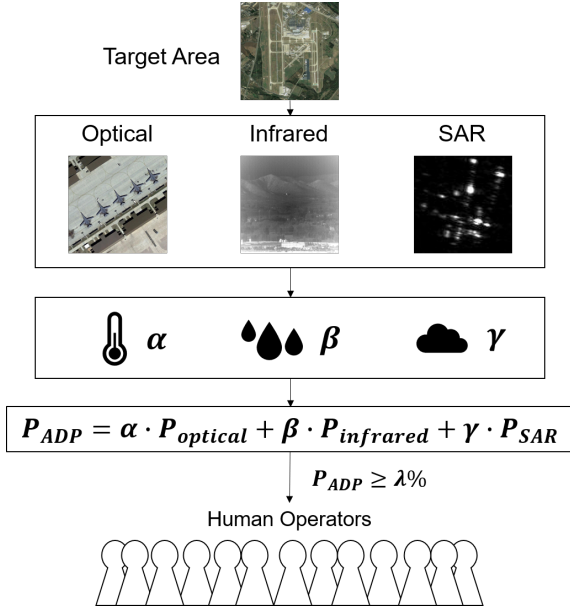 Target Area
Optical Infrared SAR
α β γ
P_ADP = α · P_optical + β · P_infrared + γ · P_SAR
P_ADP ≥ λ%
Human Operators